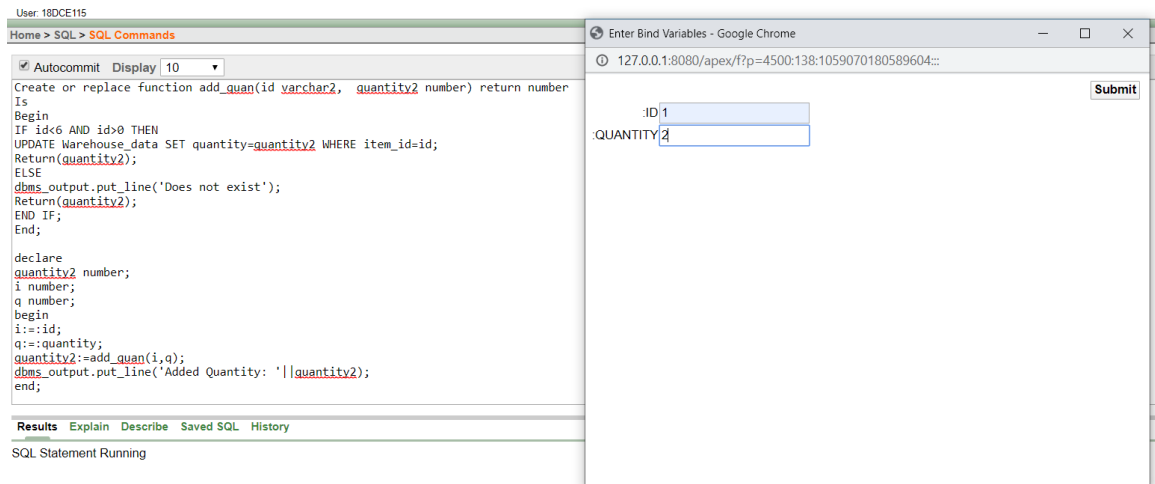 User: 18DCE115
Home > SQL > SQL Commands
Autocommit Display 10
Create or replace function add_quan(id varchar2, quantity2 number) return number
Is
Begin
IF id<6 AND id>0 THEN
UPDATE Warehouse_data SET quantity=quantity2 WHERE item_id=id;
Return(quantity2);
ELSE
dbms_output.put_line('Does not exist');
Return(quantity2);
END IF;
End;
declare
quantity2 number;
i number;
q number;
begin
i:=:id;
q:=:quantity;
quantity2:=add_quan(i,q);
dbms_output.put_line('Added Quantity: '||quantity2);
end;
Results Explain Describe Saved SQL History
SQL Statement Running
Enter Bind Variables - Google Chrome
127.0.0.1:8080/apex/f?p=4500:138:1059070180589604:::
Submit
:ID 1
:QUANTITY 2